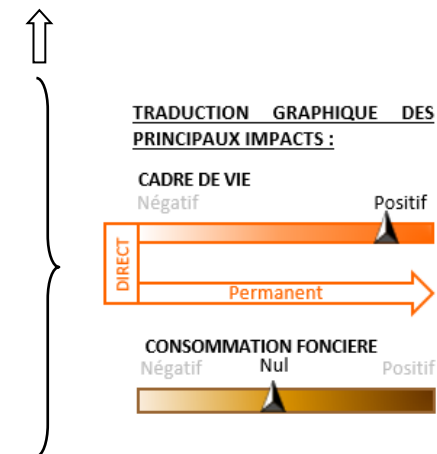 TRADUCTION GRAPHIQUE DES
PRINCIPAUX IMPACTS :
CADRE DE VIE
Négatif Positif
DIRECT
Permanent
CONSOMMATION FONCIERE
Négatif Nul Positif